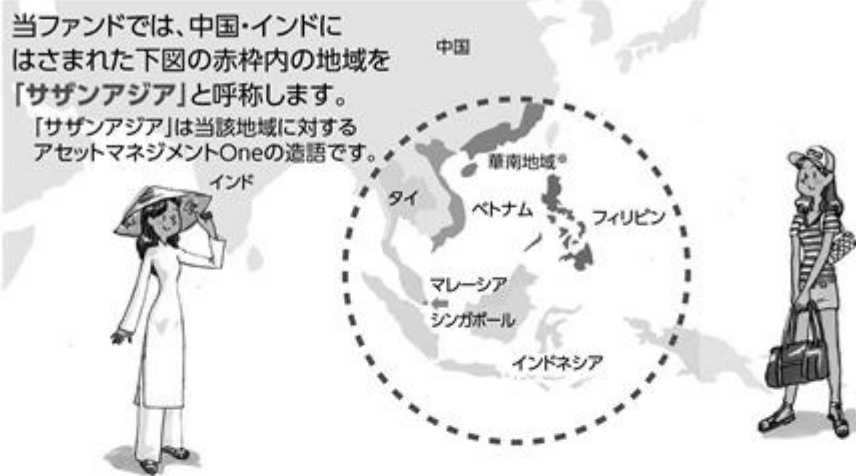 当ファンドでは、中国・インドに
はさまれた下図の赤枠内の地域を
「サザンアジア」と呼称します。
「サザンアジア」は当該地域に対する
アセットマネジメントOneの造語です。
中国
インド
華南地域
タイ
ベトナム
フィリピン
マレーシア
シンガポール
インドネシア